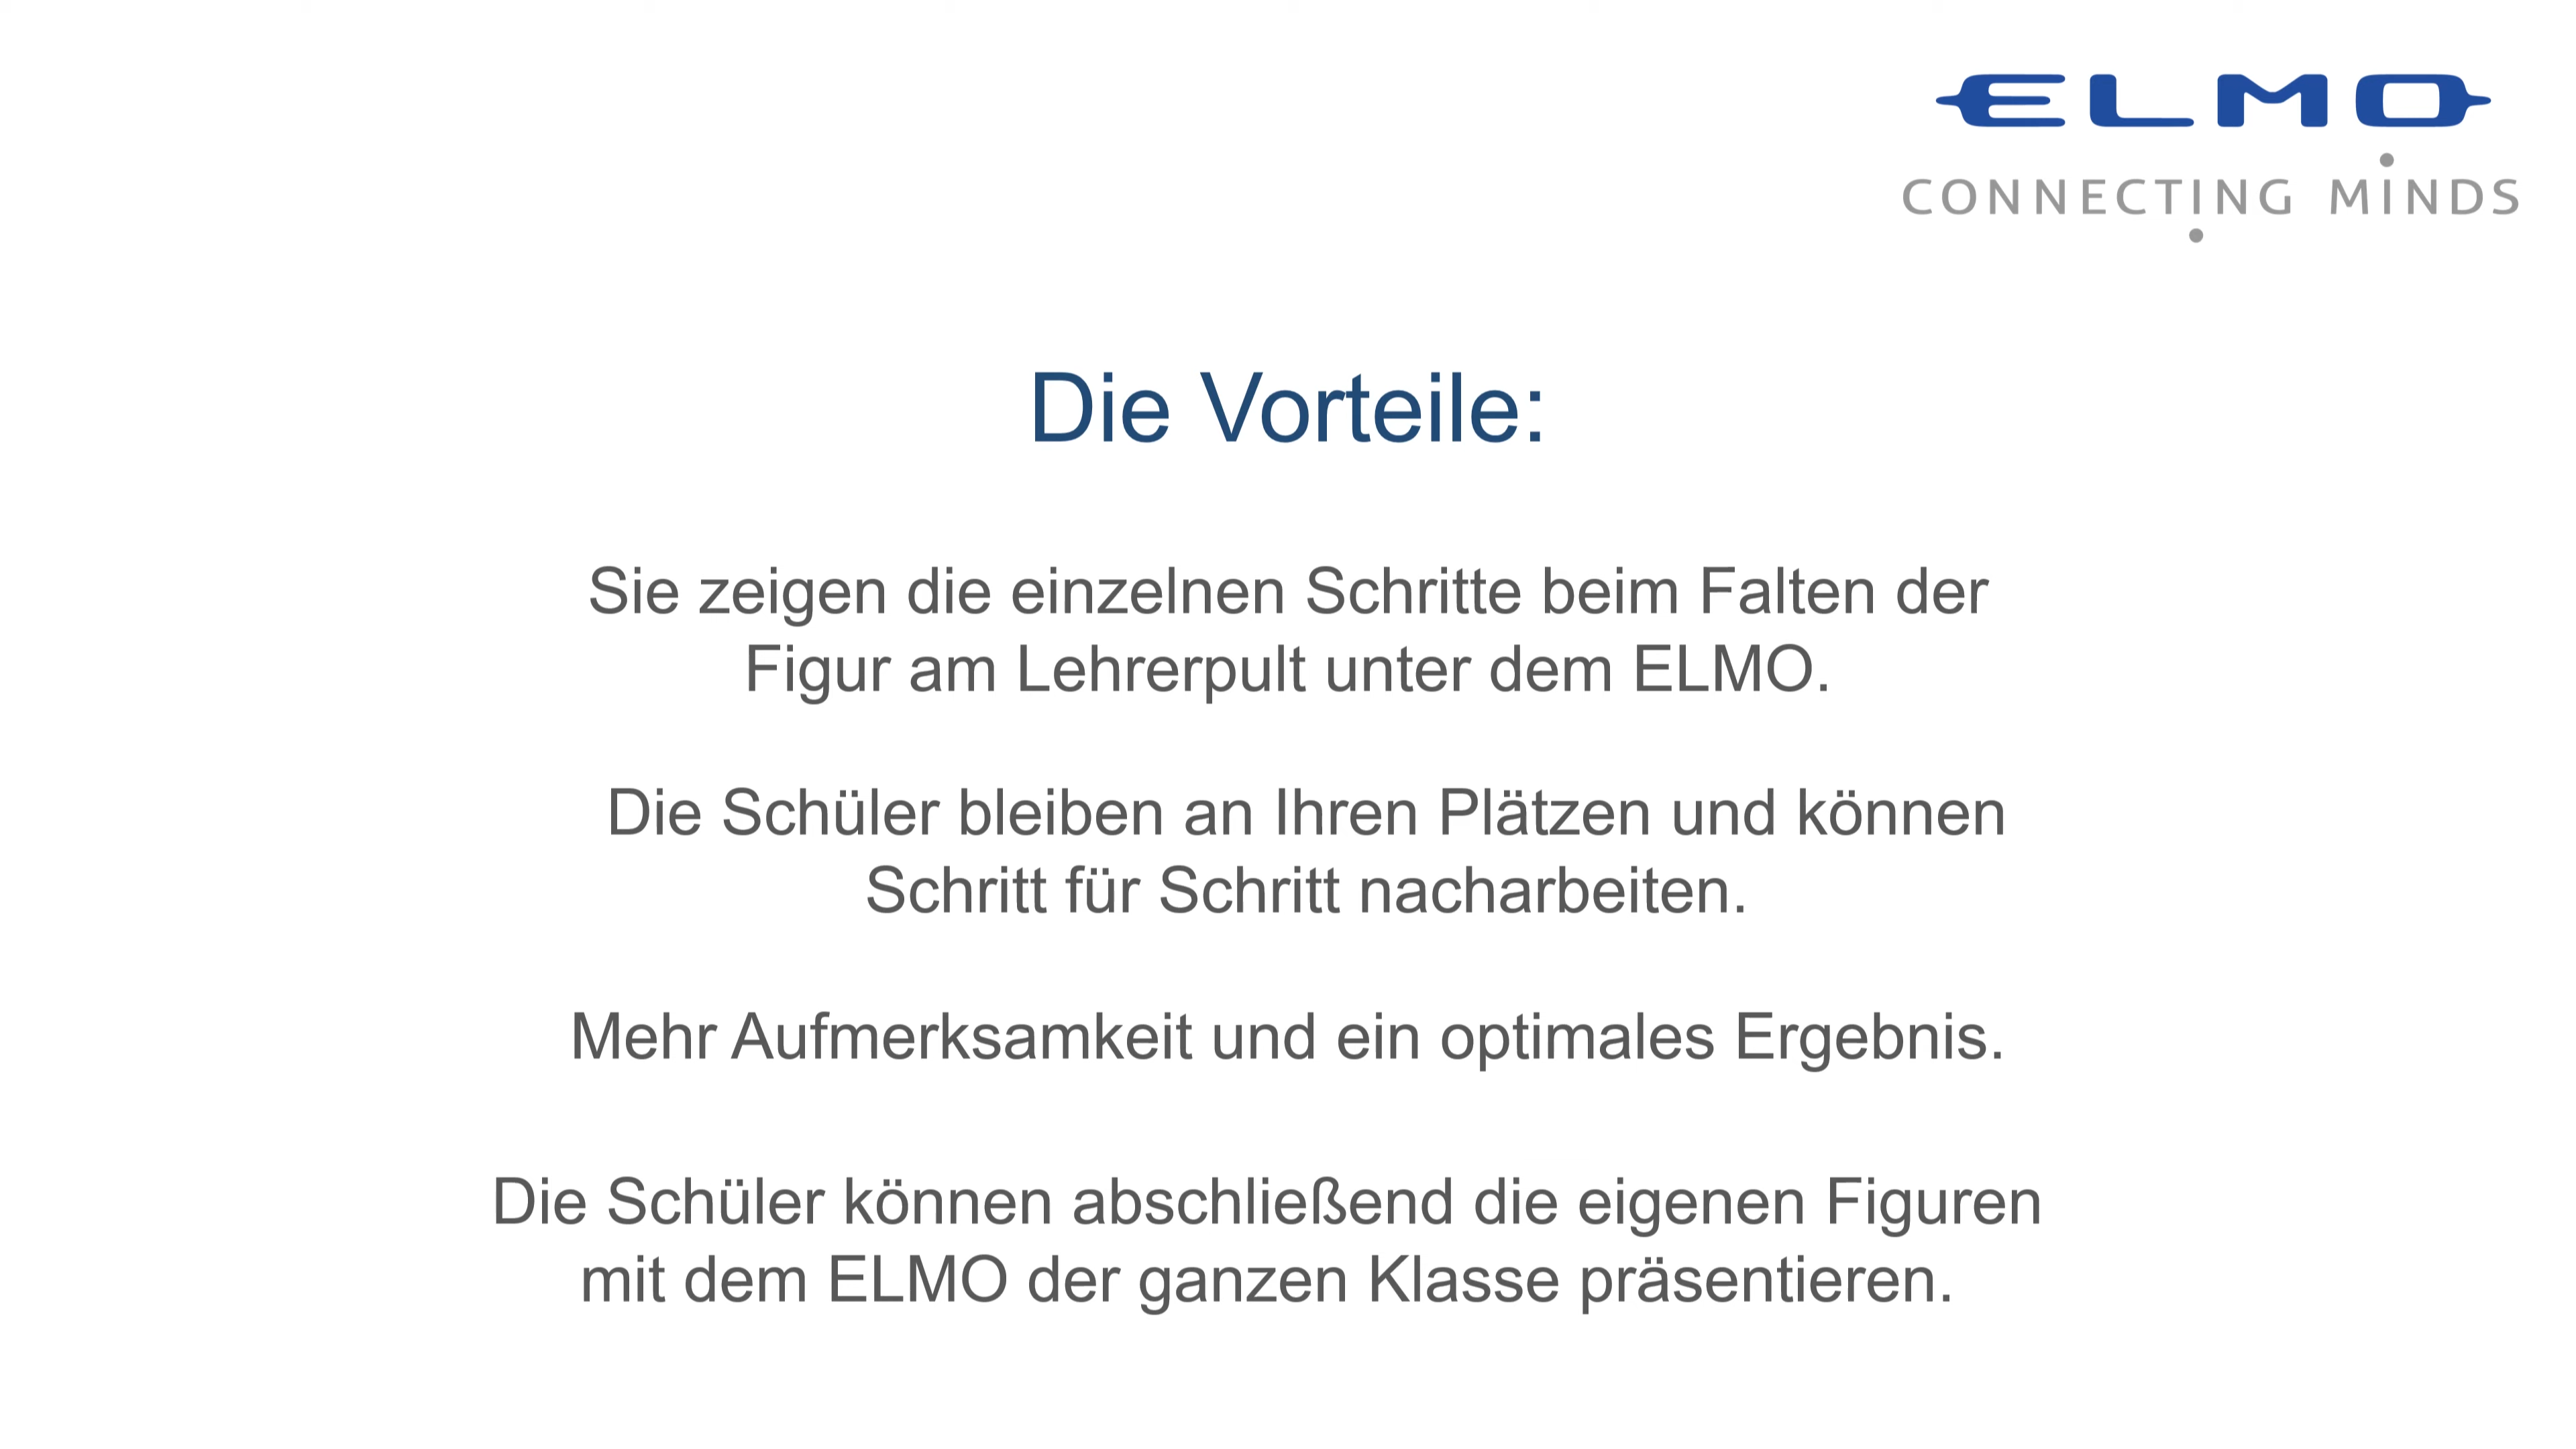 ELMO
CONNECTING MINDS
Die Vorteile:
Sie zeigen die einzelnen Schritte beim Falten der
Figur am Lehrerpult unter dem ELMO.
Die Schüler bleiben an Ihren Plätzen und können
Schritt für Schritt nacharbeiten.
Mehr Aufmerksamkeit und ein optimales Ergebnis.
Die Schüler können abschließend die eigenen Figuren
mit dem ELMO der ganzen Klasse präsentieren.